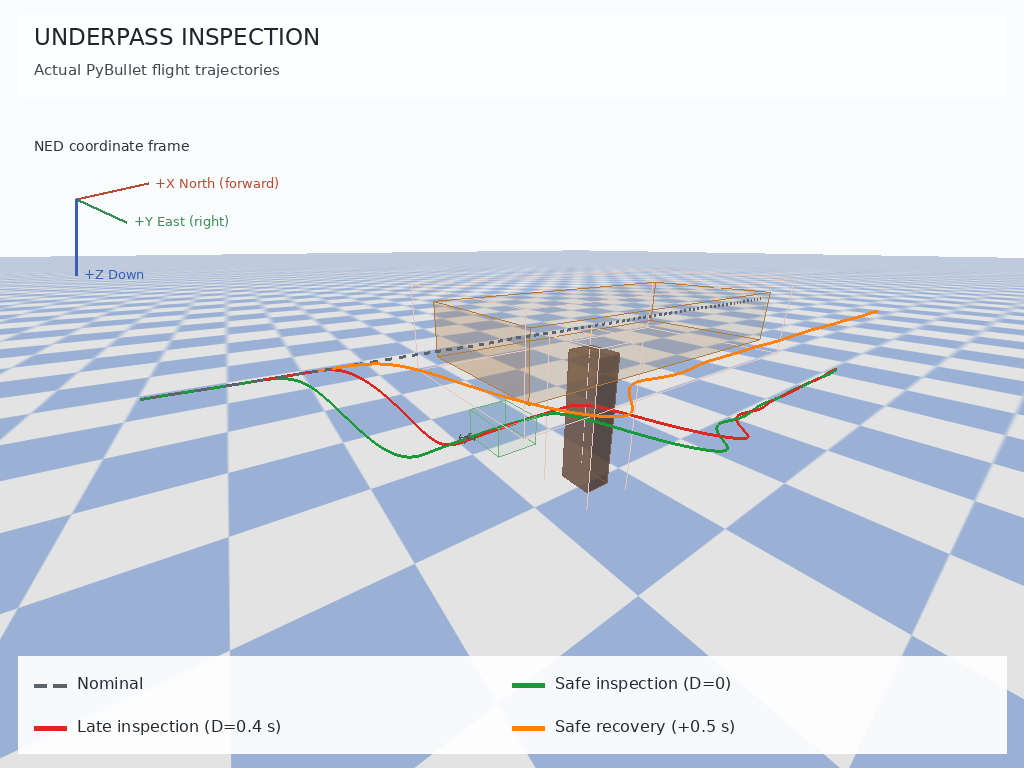 UNDERPASS INSPECTION
Actual PyBullet flight trajectories
NED coordinate frame
+X North (forward)
+Y East (right)
+Z Down
Nominal
Safe inspection (D=0)
Late inspection (D=0.4 s)
Safe recovery (+0.5 s)